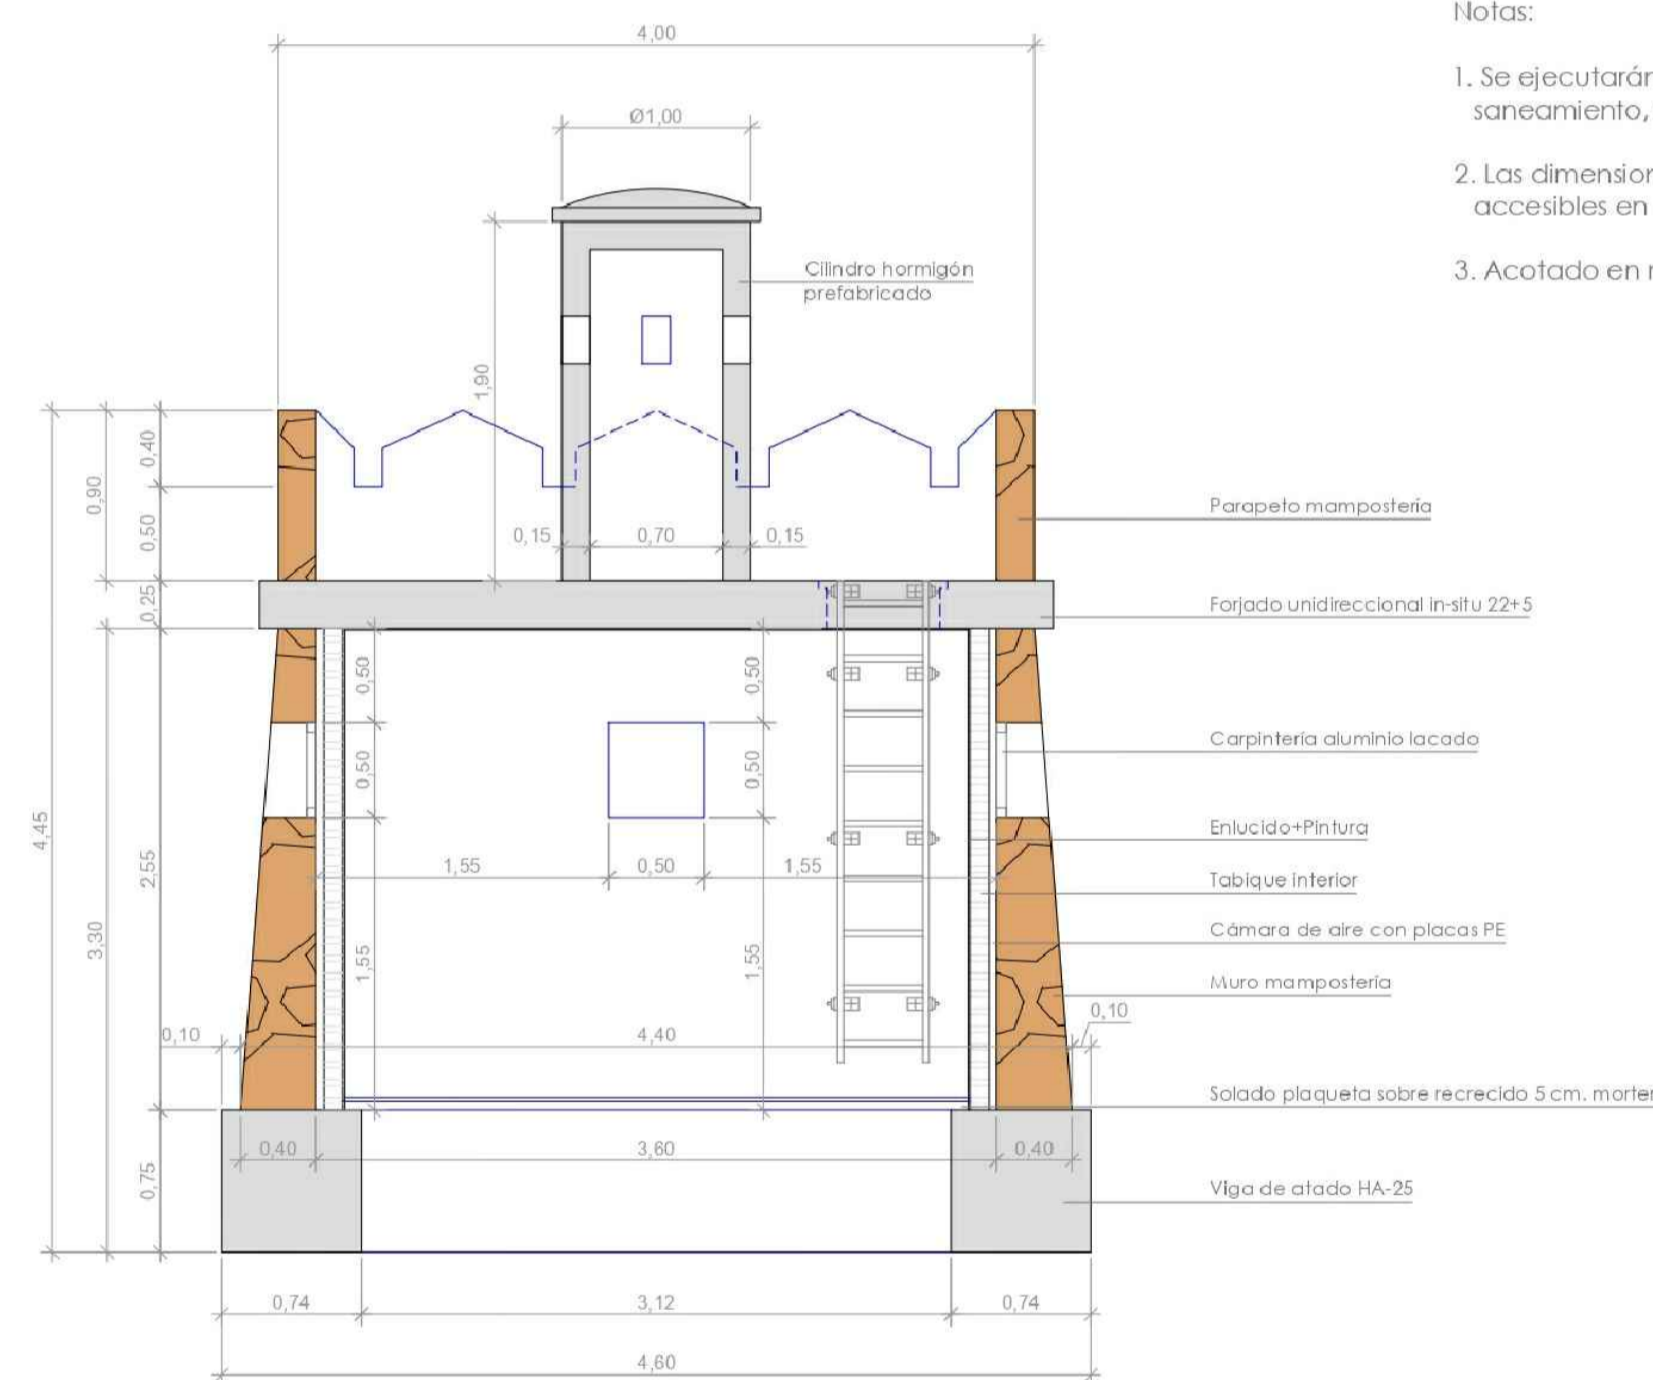 Notas:
1. Se ejecutarán
saneamiento,
2. Las
accesibles en
3. Acotado en
4,00
Ø1,00
Cilindro hormigón
prefabricado
1,90
0,40
0,90
0,50
0,15 0,70 0,15
Parapeto mampostería
0,25
Forjado unidireccional in-situ 22+5
0,50 0,50
Carpintería aluminio lacado
0,50 0,50
4,45
Enlucido+Pintura
2,55
1,55 0,50 1,55
Tabique interior
3,30
Cámara de aire con placas PE
1,55 1,55
Muro mampostería
0,10 4,40 0,10
Solado plaqueta sobre recrecido 5 cm.
0,40 3,60 0,40
0,75
Viga de atado HA-25
0,74 3,12 0,74
4,60